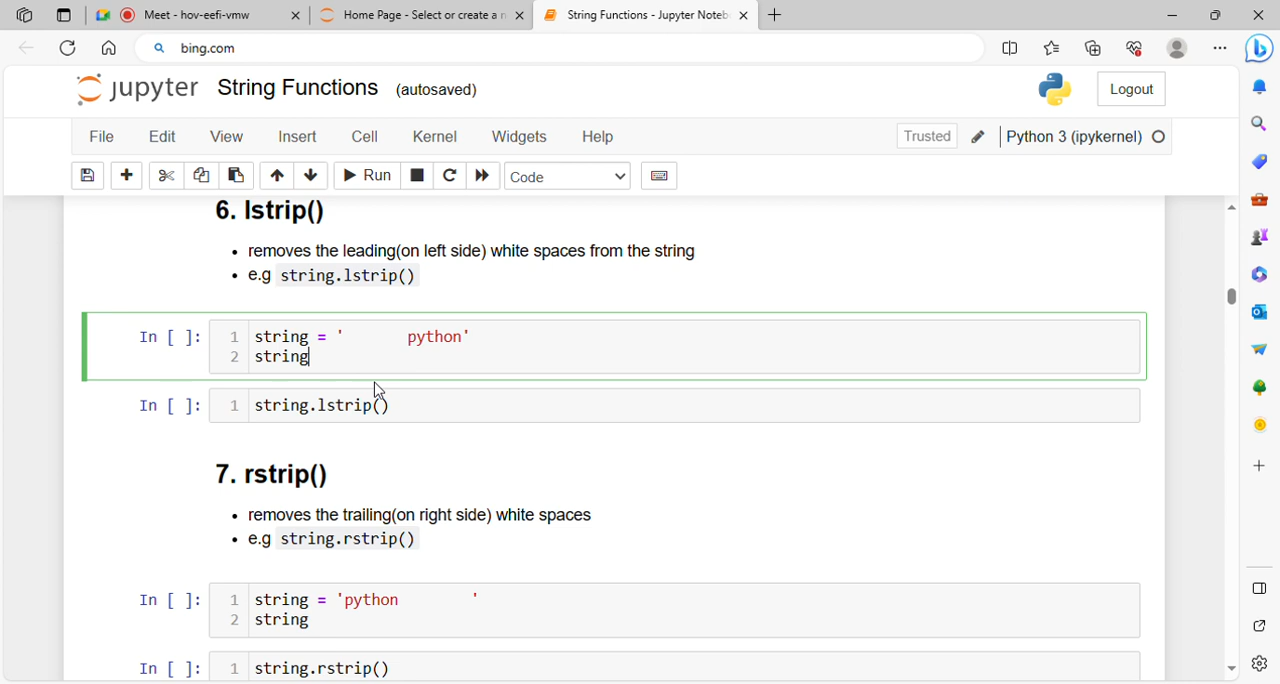 Meet - hov-eefi-vmw
Home Page - Select or create a n
String Functions - Jupyter Noteb
bing.com
jupyter String Functions (autosaved)
Logout
File Edit View Insert Cell Kernel Widgets Help
Trusted
Python 3 (ipykernel)
Run
Code
6. lstrip()
• removes the leading(on left side) white spaces from the string
• e.g string.lstrip()
In [ ]: 1 string = '       python'
2 string
In [ ]: 1 string.lstrip()
7. rstrip()
• removes the trailing(on right side) white spaces
• e.g string.rstrip()
In [ ]: 1 string = 'python        '
2 string
In [ ]: 1 string.rstrip()